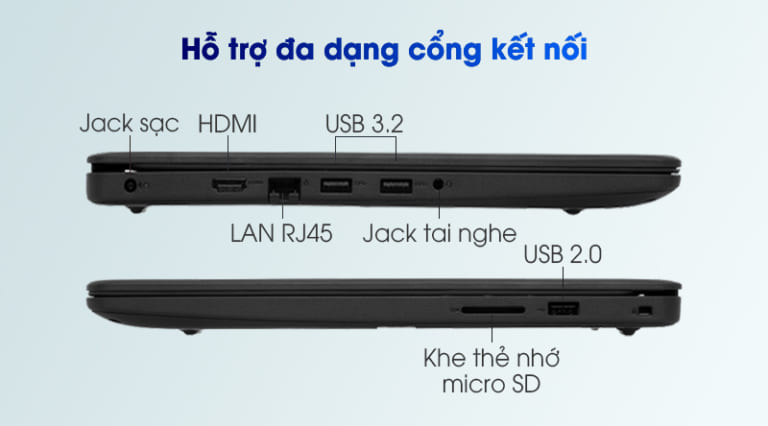 Hỗ trợ đa dạng cổng kết nối
Jack sạc HDMI USB 3.2
LAN RJ45 Jack tai nghe
USB 2.0
Khe thẻ nhớ
micro SD